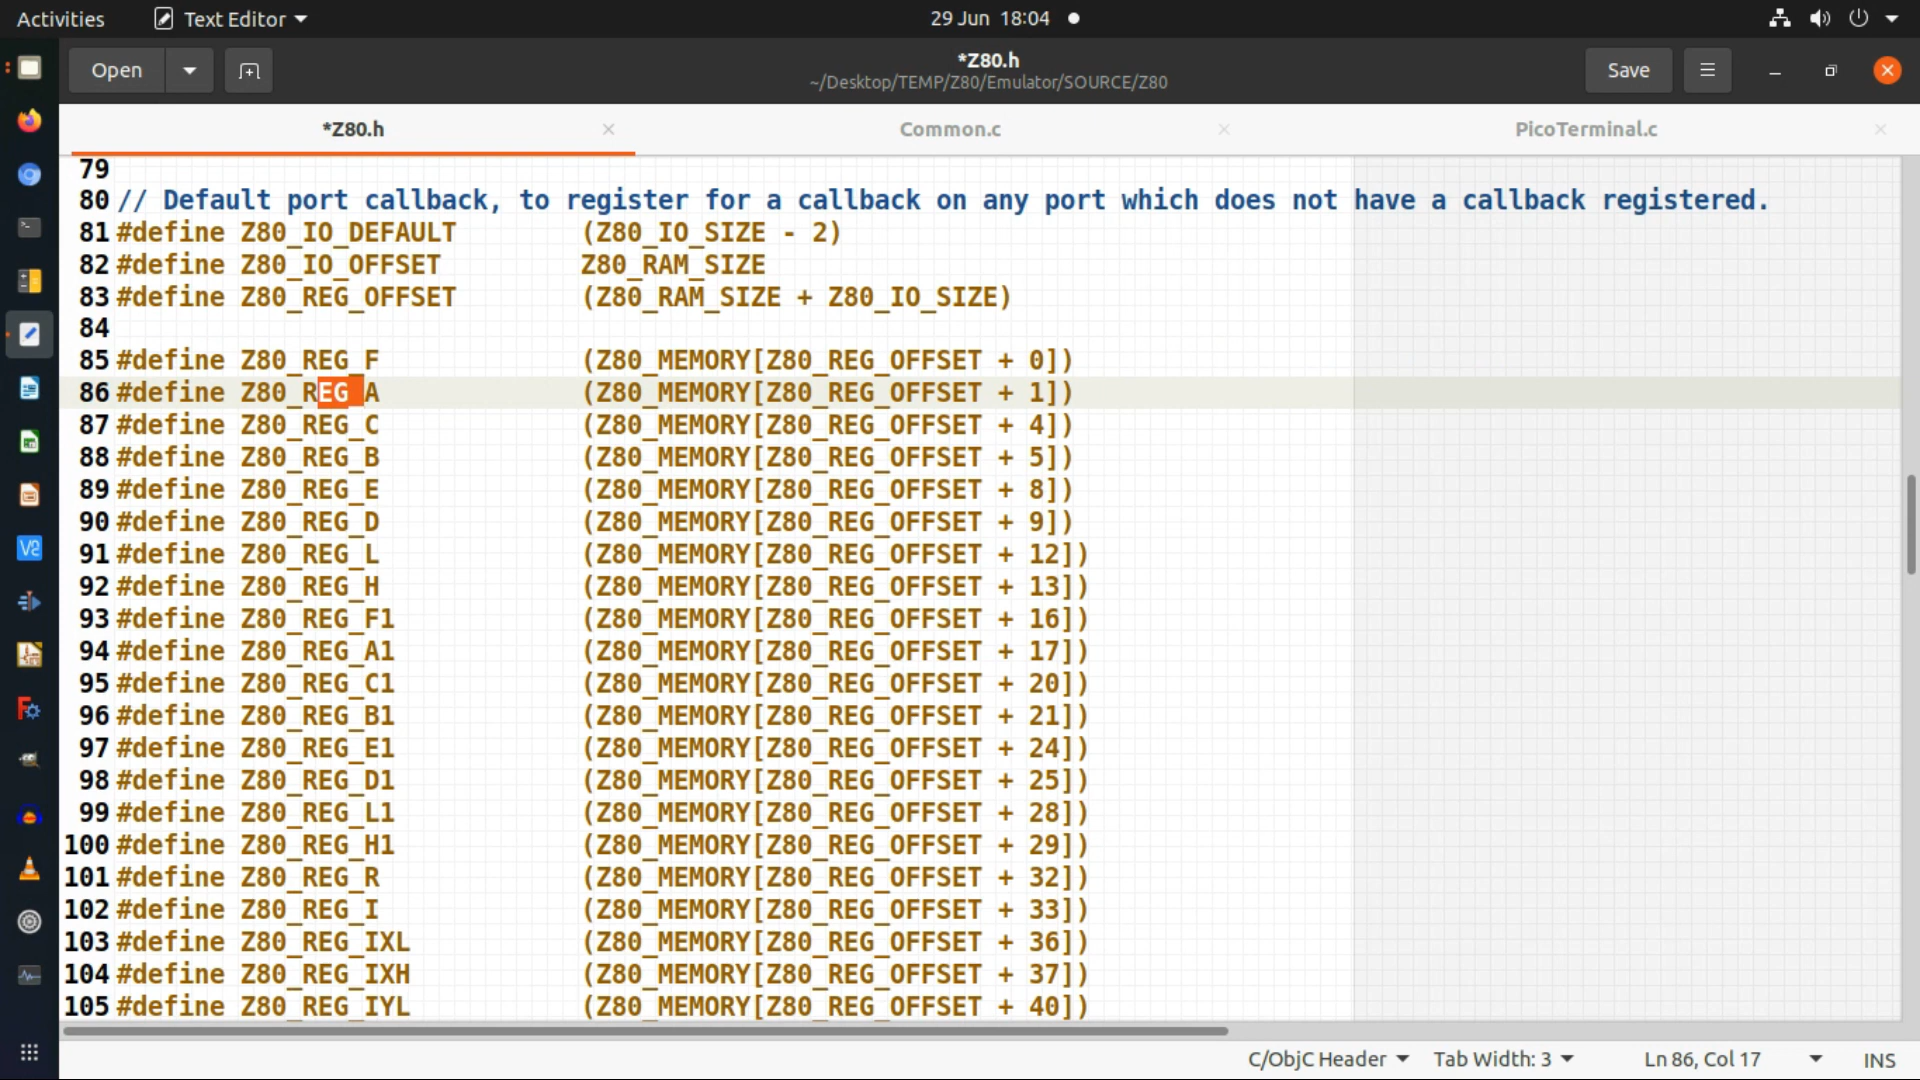 Activities
Text Editor
29 Jun 18:04
Open
*Z80.h
~/Desktop/TEMP/Z80/Emulator/SOURCE/Z80
Save
*Z80.h
Common.c
PicoTerminal.c
79
80 // Default port callback, to register for a callback on any port which does not have a callback registered.
81 #define Z80_IO_DEFAULT (Z80_IO_SIZE - 2)
82 #define Z80_IO_OFFSET Z80_RAM_SIZE
83 #define Z80_REG_OFFSET (Z80_RAM_SIZE + Z80_IO_SIZE)
84
85 #define Z80_REG_F (Z80_MEMORY[Z80_REG_OFFSET + 0])
86 #define Z80_REG_A (Z80_MEMORY[Z80_REG_OFFSET + 1])
87 #define Z80_REG_C (Z80_MEMORY[Z80_REG_OFFSET + 4])
88 #define Z80_REG_B (Z80_MEMORY[Z80_REG_OFFSET + 5])
89 #define Z80_REG_E (Z80_MEMORY[Z80_REG_OFFSET + 8])
90 #define Z80_REG_D (Z80_MEMORY[Z80_REG_OFFSET + 9])
91 #define Z80_REG_L (Z80_MEMORY[Z80_REG_OFFSET + 12])
92 #define Z80_REG_H (Z80_MEMORY[Z80_REG_OFFSET + 13])
93 #define Z80_REG_F1 (Z80_MEMORY[Z80_REG_OFFSET + 16])
94 #define Z80_REG_A1 (Z80_MEMORY[Z80_REG_OFFSET + 17])
95 #define Z80_REG_C1 (Z80_MEMORY[Z80_REG_OFFSET + 20])
96 #define Z80_REG_B1 (Z80_MEMORY[Z80_REG_OFFSET + 21])
97 #define Z80_REG_E1 (Z80_MEMORY[Z80_REG_OFFSET + 24])
98 #define Z80_REG_D1 (Z80_MEMORY[Z80_REG_OFFSET + 25])
99 #define Z80_REG_L1 (Z80_MEMORY[Z80_REG_OFFSET + 28])
100 #define Z80_REG_H1 (Z80_MEMORY[Z80_REG_OFFSET + 29])
101 #define Z80_REG_R (Z80_MEMORY[Z80_REG_OFFSET + 32])
102 #define Z80_REG_I (Z80_MEMORY[Z80_REG_OFFSET + 33])
103 #define Z80_REG_IXL (Z80_MEMORY[Z80_REG_OFFSET + 36])
104 #define Z80_REG_IXH (Z80_MEMORY[Z80_REG_OFFSET + 37])
105 #define Z80_REG_IYL (Z80_MEMORY[Z80_REG_OFFSET + 40])
C/ObjC Header
Tab Width: 3
Ln 86, Col 17
INS